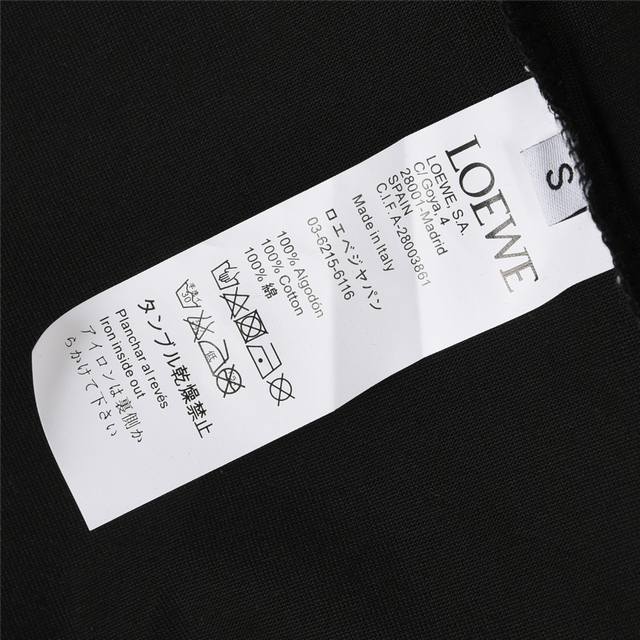 S
LOEWE
LOEWE, S.A.
C/Goya, 4
28001-Madrid
SPAIN
C.I.F.A-28003861
Made in Italy
ロエベジャパン
03-6215-6116
100% Algodón
100% Cotton
100% 綿
タンブル乾燥禁止
Planchar al revés
Iron inside out
アイロンは裏側か
らかけて下さい